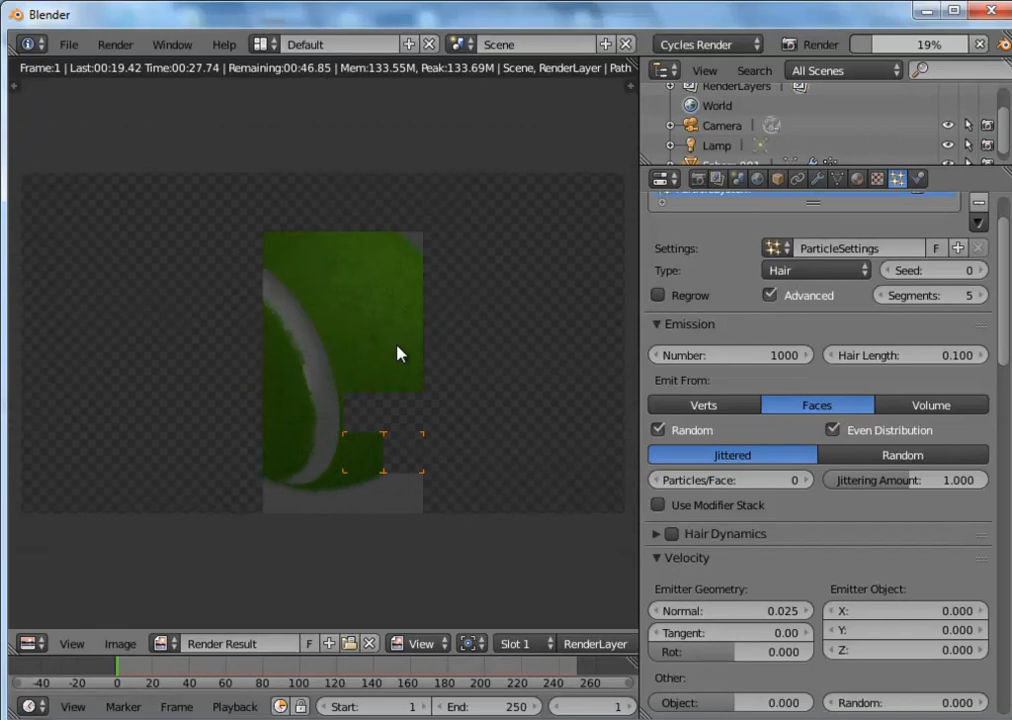 Blender
File Render Window Help Default Scene Cycles Render Render 19%
Frame:1 | Last:00:19.42 Time:00:27.74 | Remaining:00:46.85 | Mem:133.55M, Peak:133.69M | Scene, RenderLayer | Path
View Search All Scenes
RenderLayers
World
Camera
Lamp
Settings: ParticleSettings F
Type: Hair Seed: 0
Regrow Advanced Segments: 5
Emission
Number: 1000 Hair Length: 0.100
Emit From:
Verts Faces Volume
Random Even Distribution
Jittered Random
Particles/Face: 0 Jittering Amount: 1.000
Use Modifier Stack
Hair Dynamics
Velocity
Emitter Geometry: Emitter Object:
Normal: 0.025 X: 0.000
Tangent: 0.00 Y: 0.000
Rot: 0.000 Z: 0.000
Other:
Object: 0.000 Random: 0.000
View Image Render Result F View Slot 1 RenderLayer
-40 -20 0 20 40 60 80 100 120 140 160 180 200 220 240 260
View Marker Frame Playback Start: 1 End: 250 1